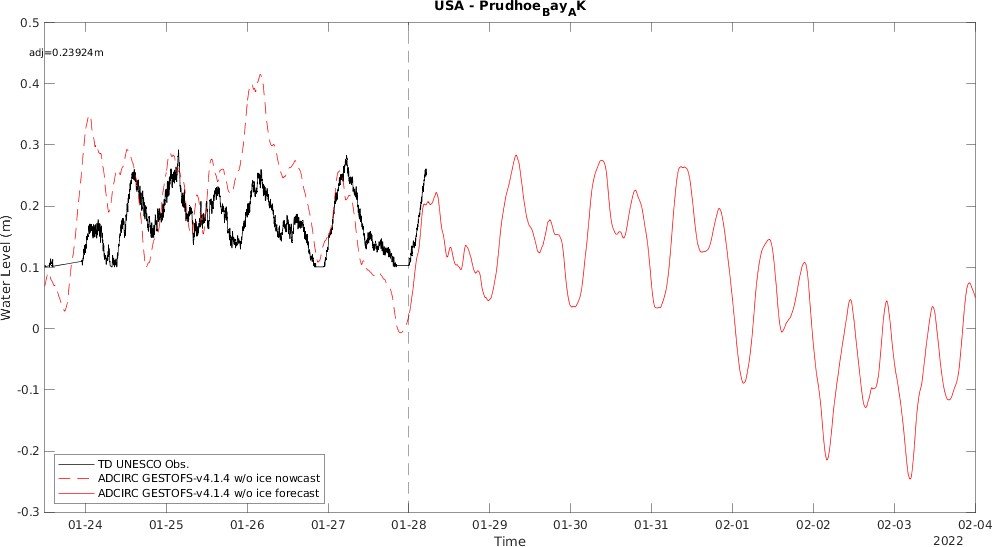 USA - Prudhoe_Bay_AK
adj=0.23924m
0.5
0.4
0.3
0.2
0.1
0
-0.1
-0.2
-0.3
Water Level (m)
TD UNESCO Obs.
ADCIRC GESTOFS-v4.1.4 w/o ice nowcast
ADCIRC GESTOFS-v4.1.4 w/o ice forecast
01-24 01-25 01-26 01-27 01-28 01-29 01-30 01-31 02-01 02-02 02-03 02-04
Time
2022